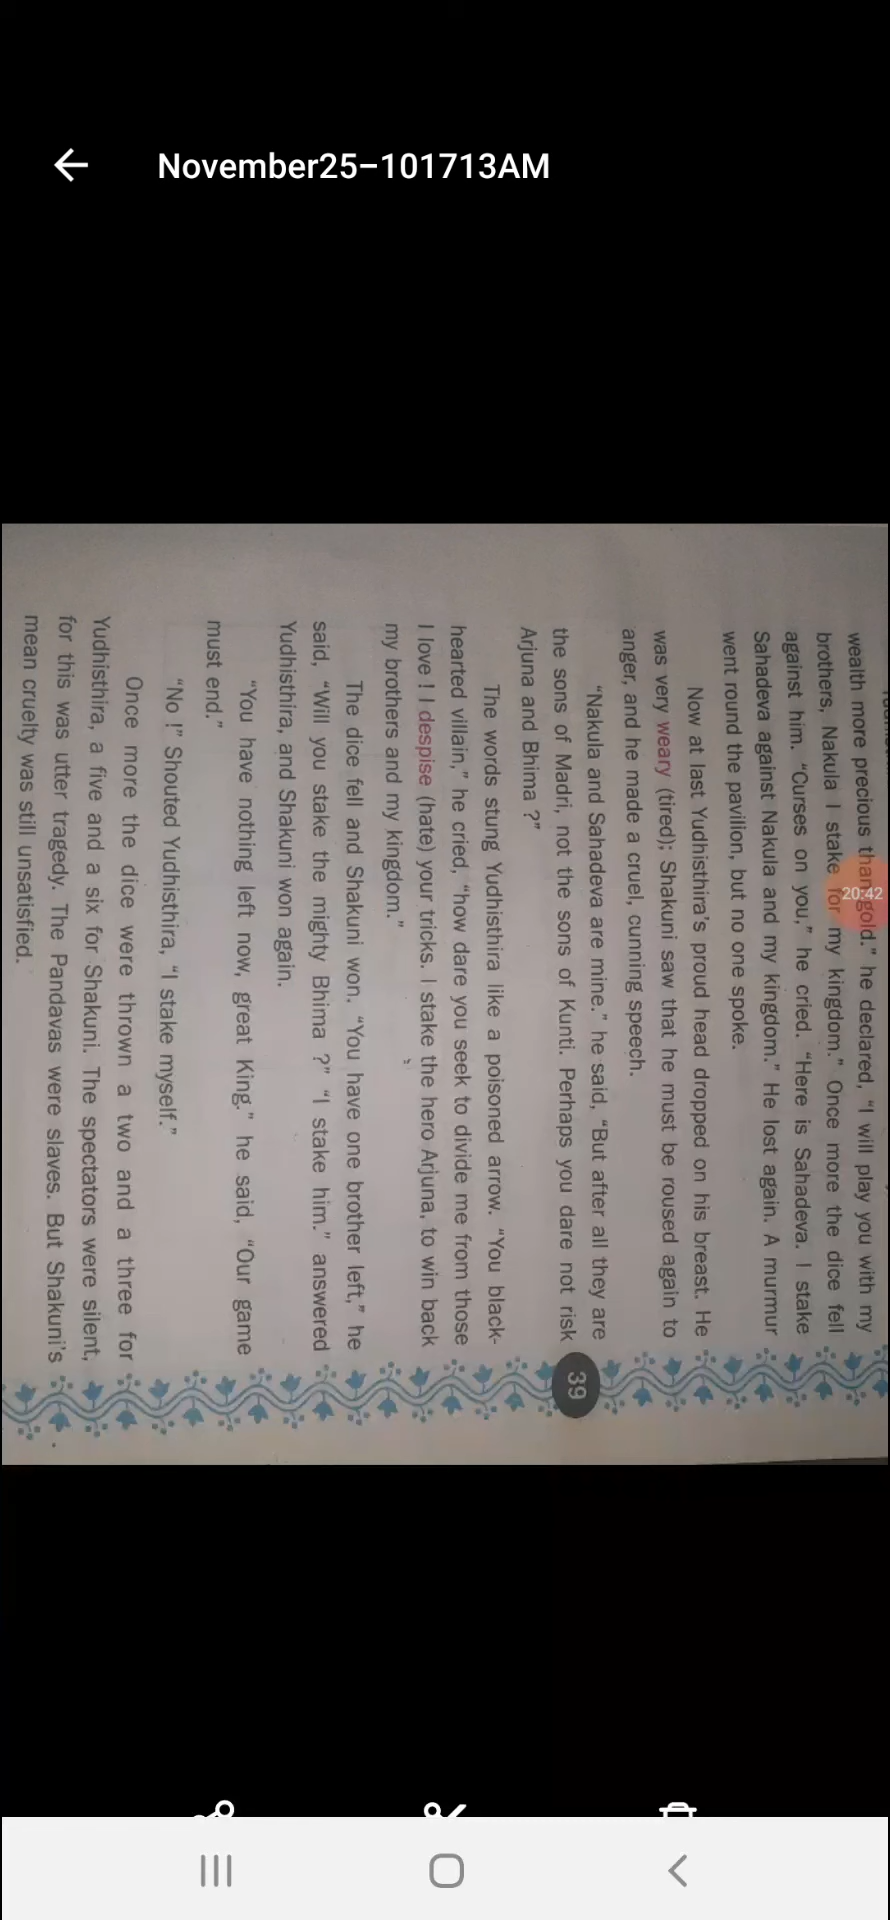 November25–101713AM
wealth more precious than gold." he declared, "I will play you with my
20:42
brothers, Nakula I stake for my kingdom." Once more the dice fell
against him. "Curses on you," he cried. "Here is Sahadeva. I stake
Sahadeva against Nakula and my kingdom." He lost again. A murmur
went round the pavilion, but no one spoke.
Now at last Yudhisthira's proud head dropped on his breast. He
was very weary (tired); Shakuni saw that he must be roused again to
anger, and he made a cruel, cunning speech.
"Nakula and Sahadeva are mine." he said, "But after all they are
the sons of Madri, not the sons of Kunti. Perhaps you dare not risk
39
Arjuna and Bhima ?"
The words stung Yudhisthira like a poisoned arrow. "You black-
hearted villain," he cried, "how dare you seek to divide me from those
I love ! I despise (hate) your tricks. I stake the hero Arjuna, to win back
my brothers and my kingdom."
The dice fell and Shakuni won. "You have one brother left," he
said, "Will you stake the mighty Bhima ?" "I stake him." answered
Yudhisthira, and Shakuni won again.
"You have nothing left now, great King." he said, "Our game
must end."
"No !" Shouted Yudhisthira, "I stake myself."
Once more the dice were thrown a two and a three for
Yudhisthira, a five and a six for Shakuni. The spectators were silent,
for this was utter tragedy. The Pandavas were slaves. But Shakuni's
mean cruelty was still unsatisfied.